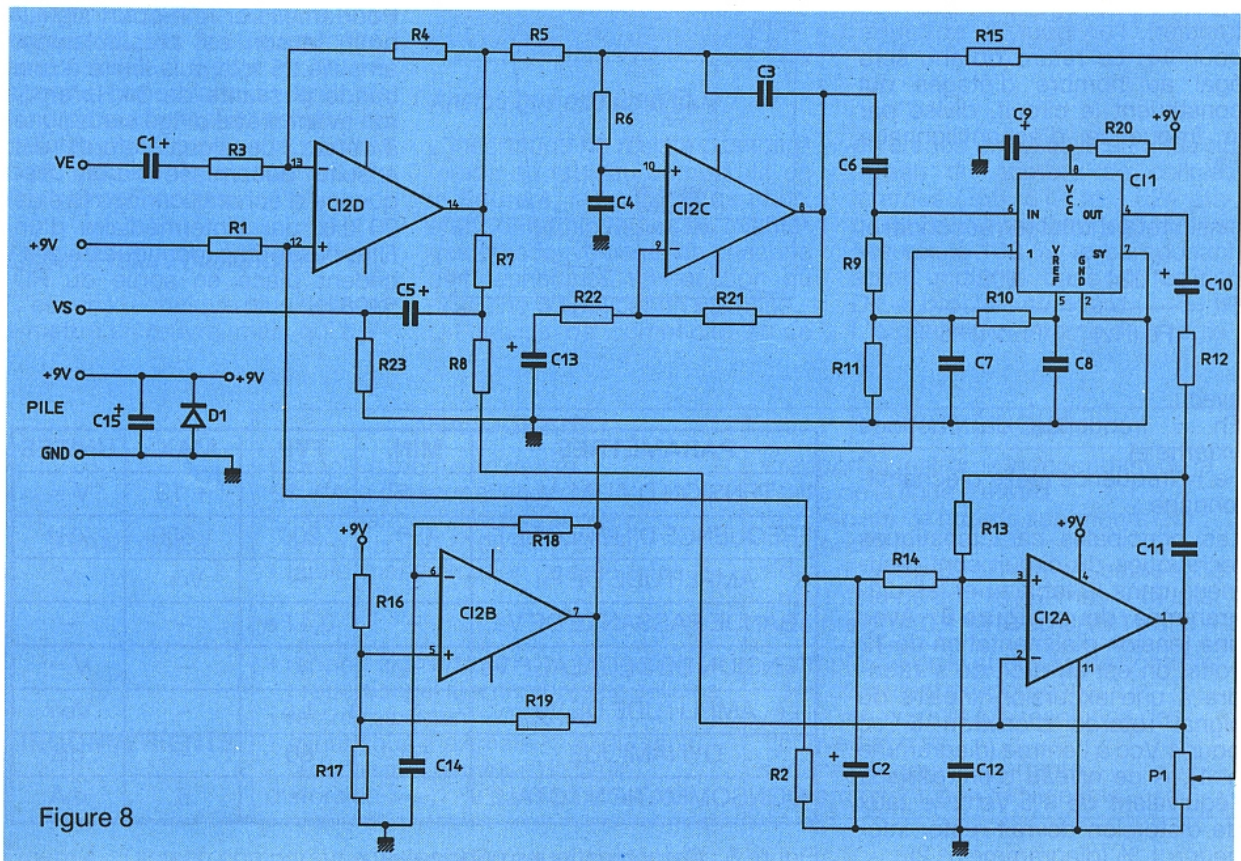 R4
R5
R15
C3
R6
C9
+
+9V
R20
VE
C1
+
R3
13
-
CI2D
14
12
+
C4
10
+
CI2C
8
9
-
C6
8
VCC
CI1
6
IN
OUT
4
1
1
VREF
GND
SY
7
5
2
+9V
R1
R7
C10
+
R9
R10
VS
C5
+
R22
R21
R12
R23
R8
+
C13
R11
C7
C8
+9V
+9V
PILE
C15
+
D1
GND
R18
R13
+9V
C11
+9V
R16
6
-
CI2B
7
5
+
R14
3
+
CI2A
4
1
2
-
11
R19
R17
C14
R2
+
C2
C12
P1
Figure 8